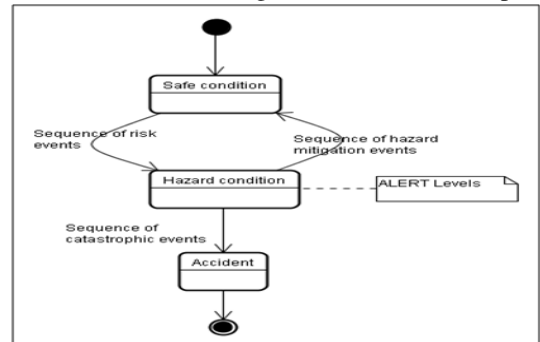 Safe condition
Sequence of risk
events
Sequence of hazard
mitigation events
Hazard condition
ALERT Levels
Sequence of
catastrophic events
Accident